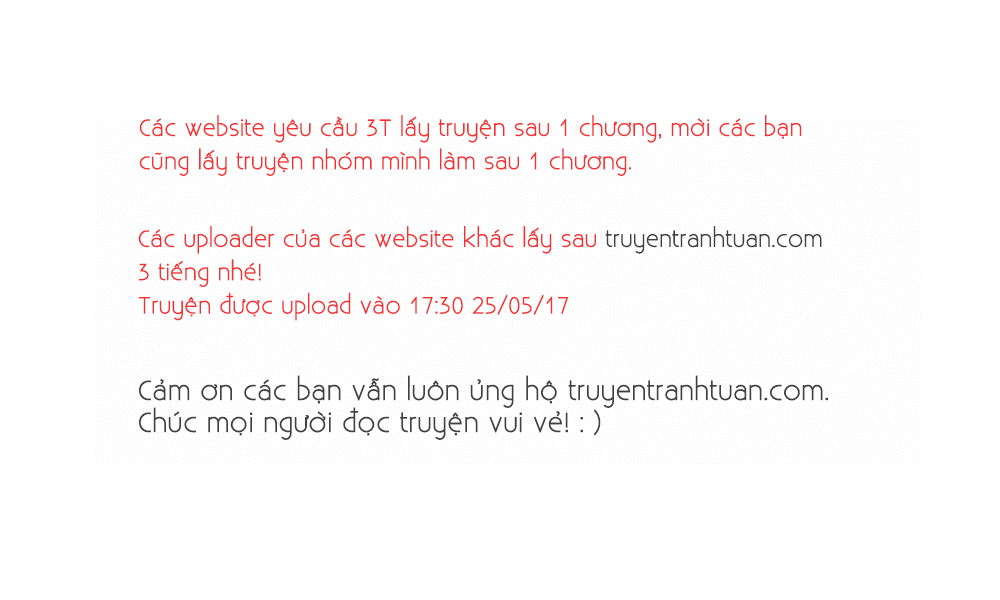 Các website yêu cầu 3T lấy truyện sau 1 chương, mời các bạn
cũng lấy truyện nhóm mình làm sau 1 chương.
Các uploader của các website khác lấy sau truyentranhtuan.com
3 tiếng nhé!
Truyện được upload vào 17:30 25/05/17
Cảm ơn các bạn vẫn luôn ủng hộ truyentranhtuan.com.
Chúc mọi người đọc truyện vui vẻ! : )